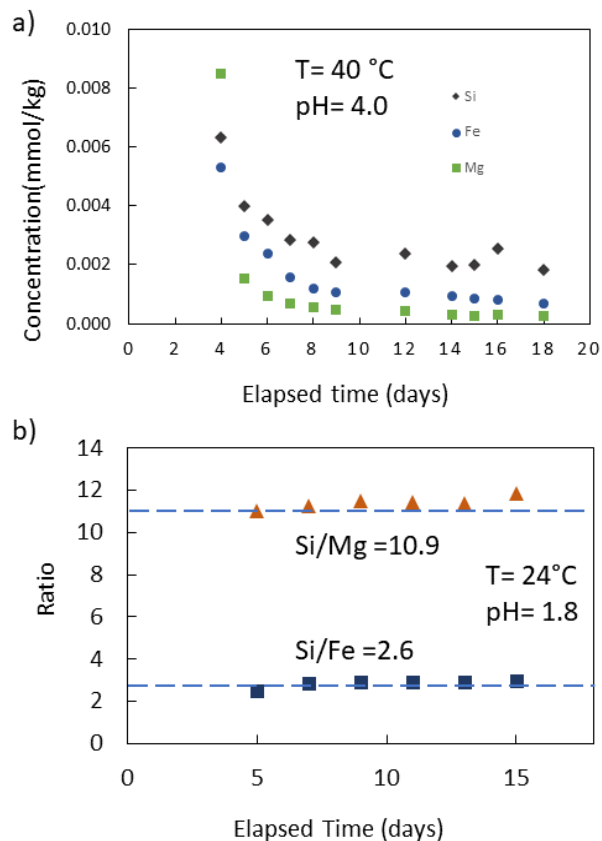 a)
0.010
0.008
0.006
0.004
0.002
0.000
Concentration(mmol/kg)
T= 40 °C
pH= 4.0
Si
Fe
Mg
0 2 4 6 8 10 12 14 16 18 20
Elapsed time (days)
b)
14
12
10
8
6
4
2
0
Ratio
Si/Mg =10.9
T= 24°C
pH= 1.8
Si/Fe =2.6
0 5 10 15
Elapsed Time (days)